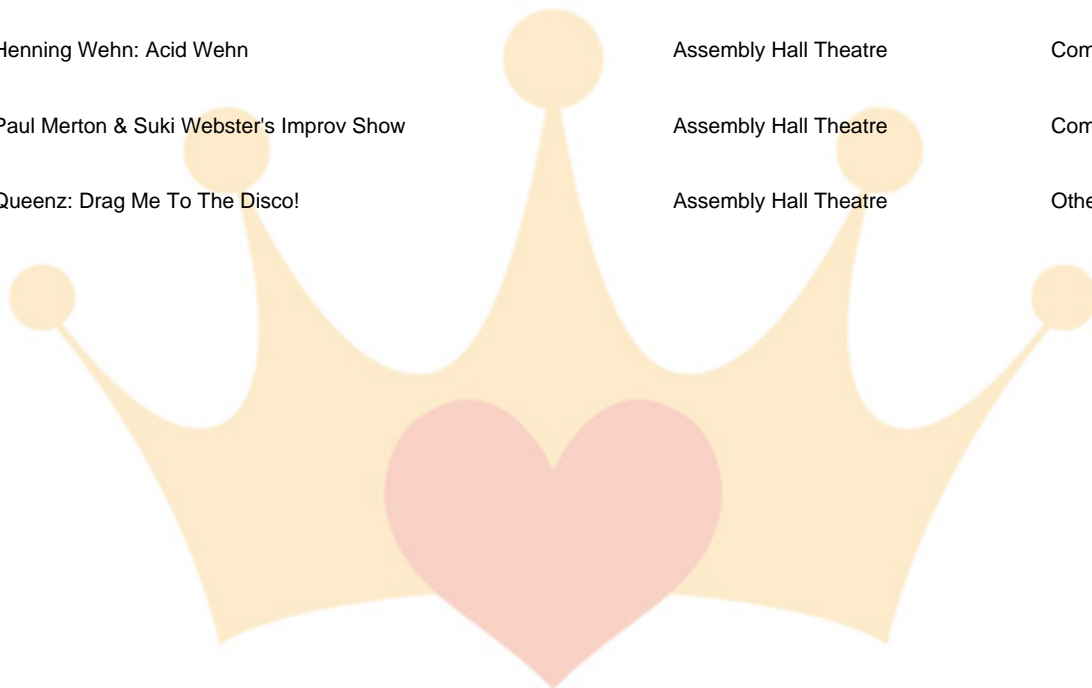 Henning Wehn: Acid Wehn Assembly Hall Theatre Com
Paul Merton & Suki Webster's Improv Show Assembly Hall Theatre Com
Queenz: Drag Me To The Disco! Assembly Hall Theatre Othe